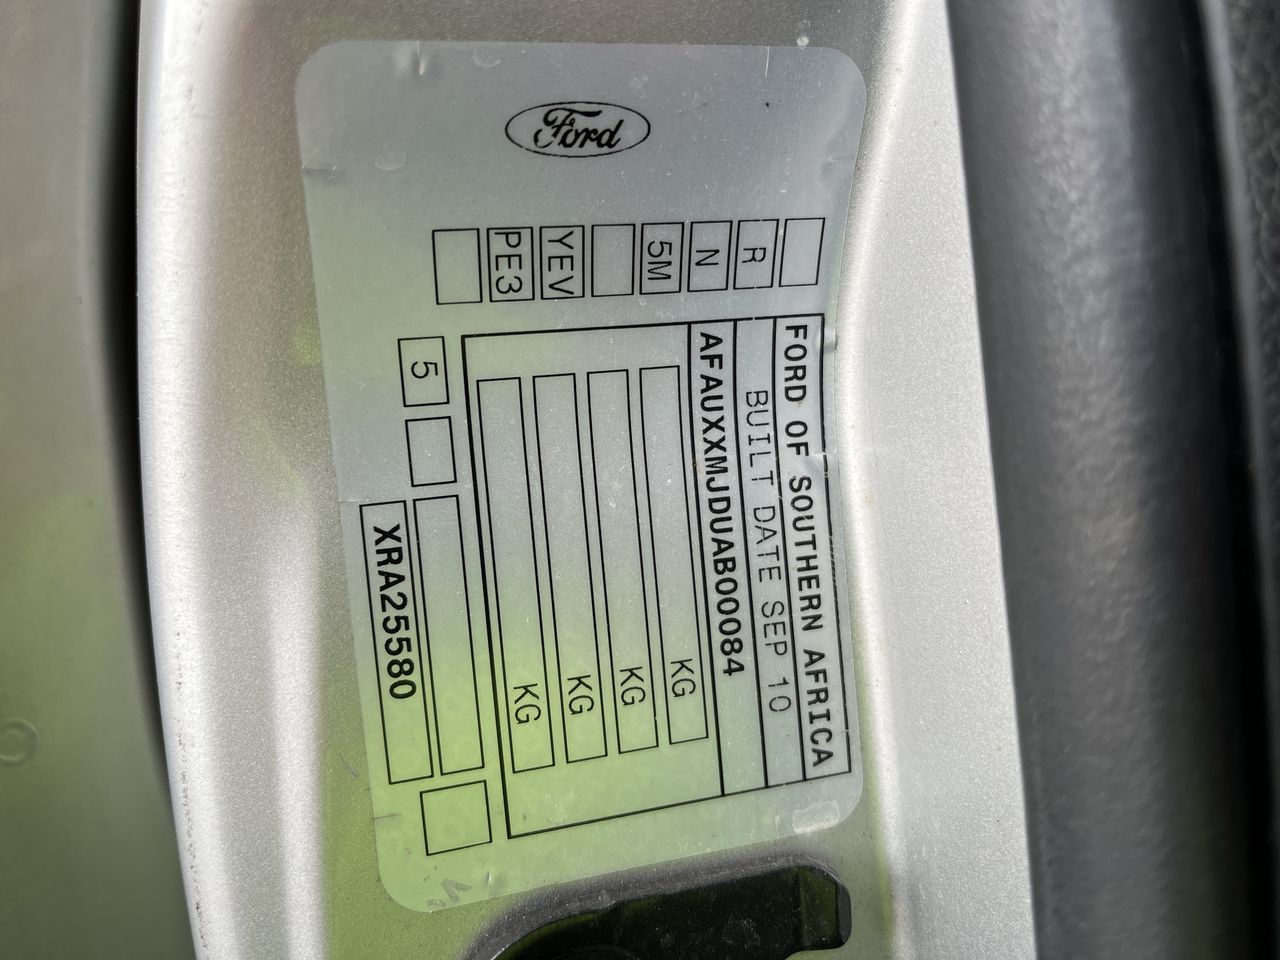 Ford
R
N
5M
YEV
PE3
FORD OF SOUTHERN AFRICA
BUILT DATE SEP 10
AFAUXXMJDUAB00084
KG
KG
KG
KG
5
XRA25580